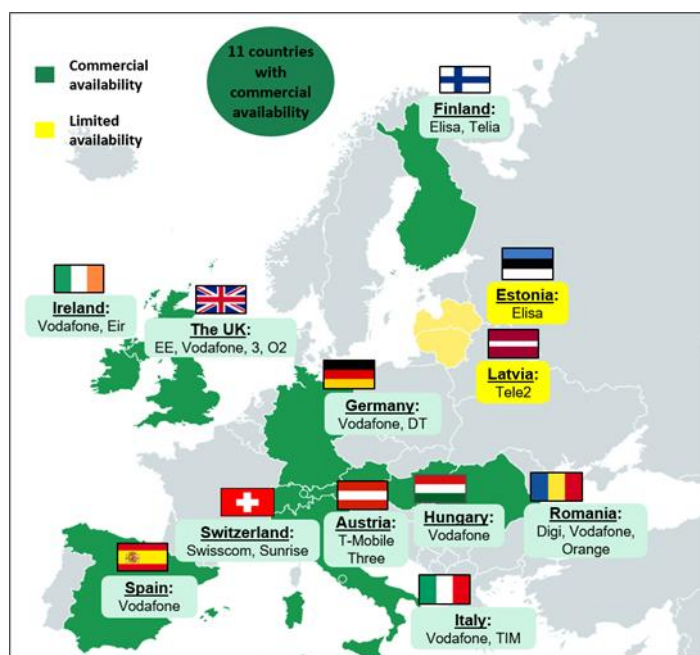 Commercial
availability
Limited
availability
11 countries
with
commercial
availability
Finland:
Elisa, Telia
Ireland:
Vodafone, Eir
The UK:
EE, Vodafone, 3, O2
Estonia:
Elisa
Latvia:
Tele2
Germany:
Vodafone, DT
Switzerland:
Swisscom, Sunrise
Austria:
T-Mobile
Three
Hungary:
Vodafone
Romania:
Digi, Vodafone,
Orange
Spain:
Vodafone
Italy:
Vodafone, TIM